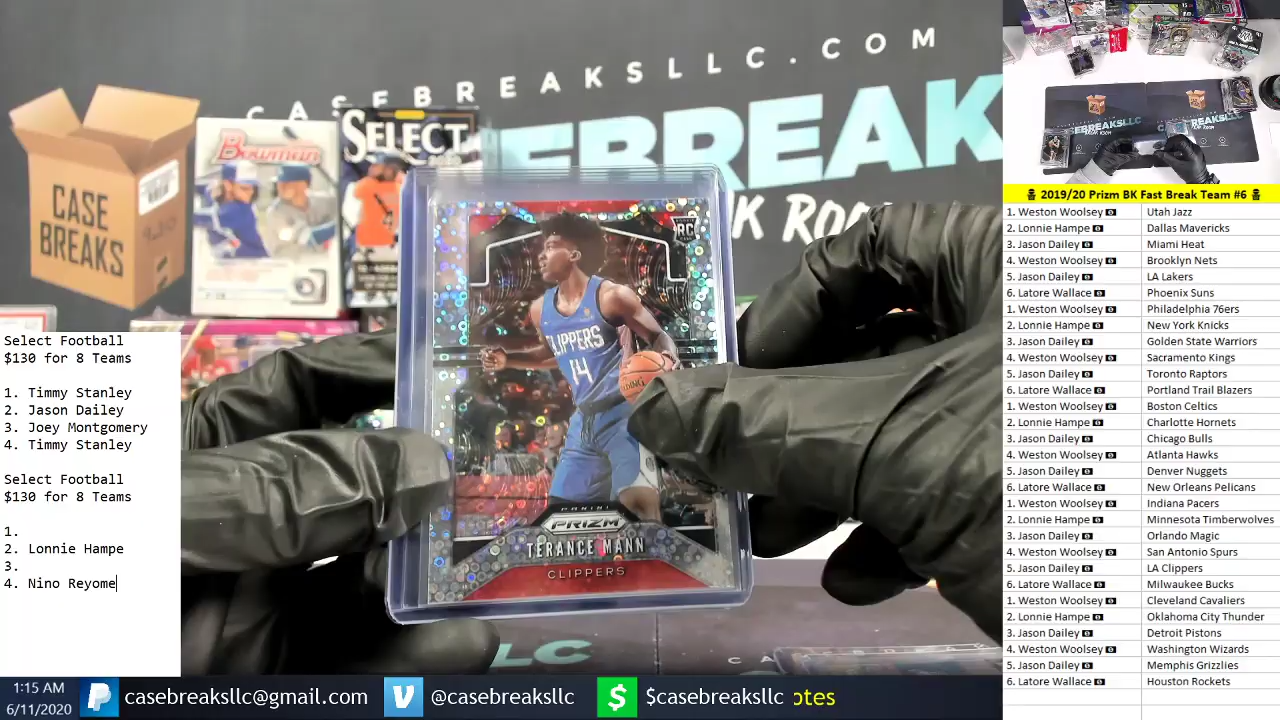 CASEBREAKSLLC.COM
EBREAK
K ROOM
CASE
BREAKS
Bowman
SELECT
2020
RC
CLIPPERS
14
PANINI
PRIZM
TERANCE MANN
CLIPPERS
LC
Select Football
$130 for 8 Teams
1. Timmy Stanley
2. Jason Dailey
3. Joey Montgomery
4. Timmy Stanley
Select Football
$130 for 8 Teams
1.
2. Lonnie Hampe
3.
4. Nino Reyome
EBREAKSLLC
2019/20 Prizm BK Fast Break Team #6
1. Weston Woolsey Utah Jazz
2. Lonnie Hampe Dallas Mavericks
3. Jason Dailey Miami Heat
4. Weston Woolsey Brooklyn Nets
5. Jason Dailey LA Lakers
6. Latore Wallace Phoenix Suns
1. Weston Woolsey Philadelphia 76ers
2. Lonnie Hampe New York Knicks
3. Jason Dailey Golden State Warriors
4. Weston Woolsey Sacramento Kings
5. Jason Dailey Toronto Raptors
6. Latore Wallace Portland Trail Blazers
1. Weston Woolsey Boston Celtics
2. Lonnie Hampe Charlotte Hornets
3. Jason Dailey Chicago Bulls
4. Weston Woolsey Atlanta Hawks
5. Jason Dailey Denver Nuggets
6. Latore Wallace New Orleans Pelicans
1. Weston Woolsey Indiana Pacers
2. Lonnie Hampe Minnesota Timberwolves
3. Jason Dailey Orlando Magic
4. Weston Woolsey San Antonio Spurs
5. Jason Dailey LA Clippers
6. Latore Wallace Milwaukee Bucks
1. Weston Woolsey Cleveland Cavaliers
2. Lonnie Hampe Oklahoma City Thunder
3. Jason Dailey Detroit Pistons
4. Weston Woolsey Washington Wizards
5. Jason Dailey Memphis Grizzlies
6. Latore Wallace Houston Rockets
1:15 AM
6/11/2020
casebreaksllc@gmail.com @casebreaksllc $casebreaksllc otes